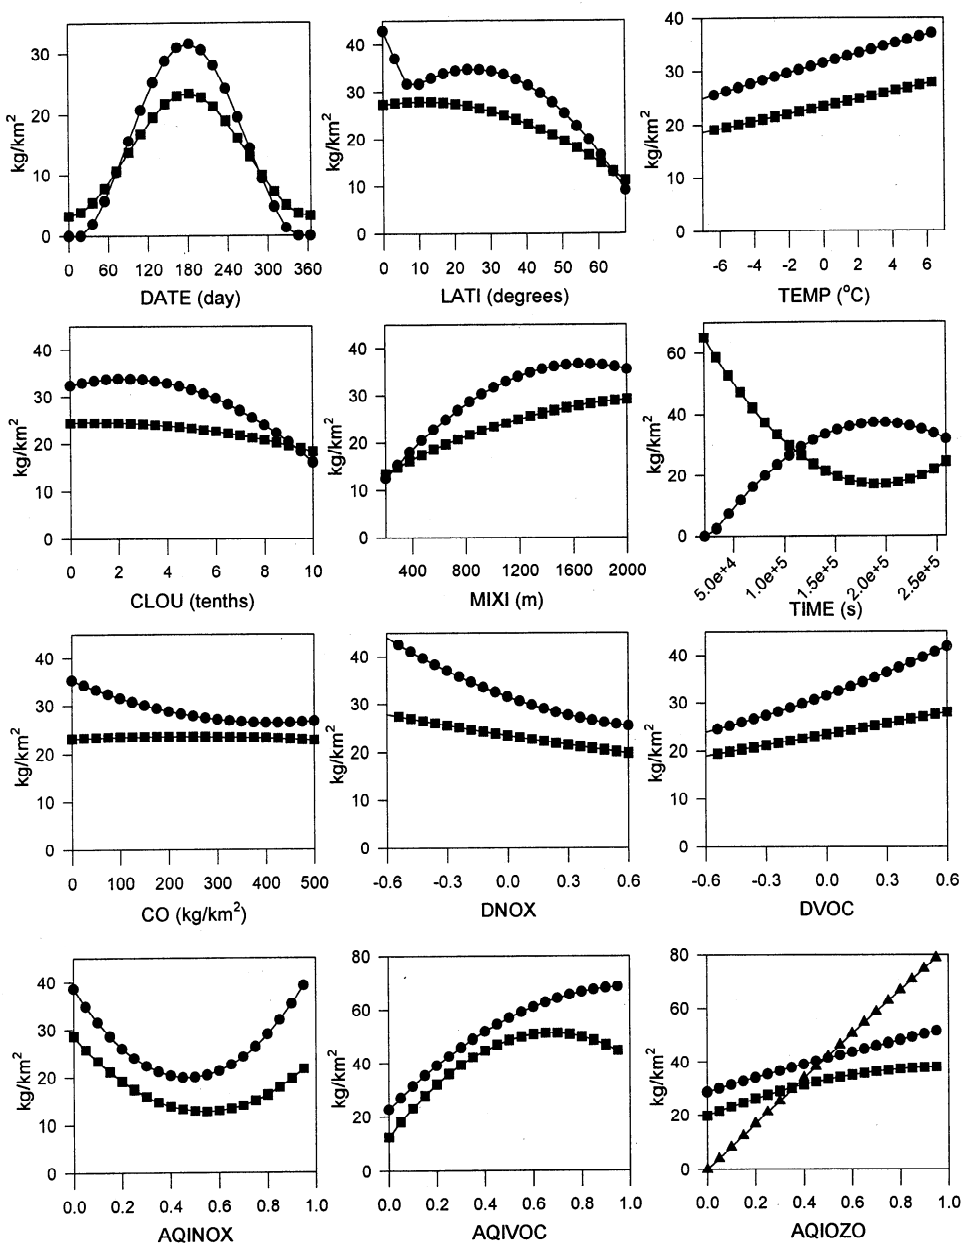 30
20
10
0
kg/km²
0 60 120 180 240 300 360
DATE (day)
40
30
20
10
0
kg/km²
0 10 20 30 40 50 60
LATI (degrees)
40
30
20
10
0
kg/km²
-6 -4 -2 0 2 4 6
TEMP (°C)
40
30
20
10
0
kg/km²
0 2 4 6 8 10
CLOU (tenths)
40
30
20
10
0
kg/km²
400 800 1200 1600 2000
MIXI (m)
60
40
20
0
kg/km²
5.0e+4 1.0e+5 1.5e+5 2.0e+5 2.5e+5
TIME (s)
40
30
20
10
0
kg/km²
0 100 200 300 400 500
CO (kg/km²)
40
30
20
10
0
kg/km²
-0.6 -0.3 0.0 0.3 0.6
DNOX
40
30
20
10
0
kg/km²
-0.6 -0.3 0.0 0.3 0.6
DVOC
40
30
20
10
0
kg/km²
0.0 0.2 0.4 0.6 0.8 1.0
AQINOX
80
60
40
20
0
kg/km²
0.0 0.2 0.4 0.6 0.8 1.0
AQIVOC
80
60
40
20
0
kg/km²
0.0 0.2 0.4 0.6 0.8 1.0
AQIOZO